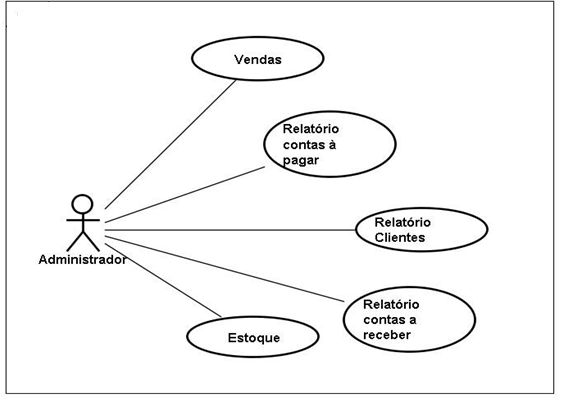 Vendas
Relatório
contas à
pagar
Relatório
Clientes
Administrador
Relatório
contas a
receber
Estoque